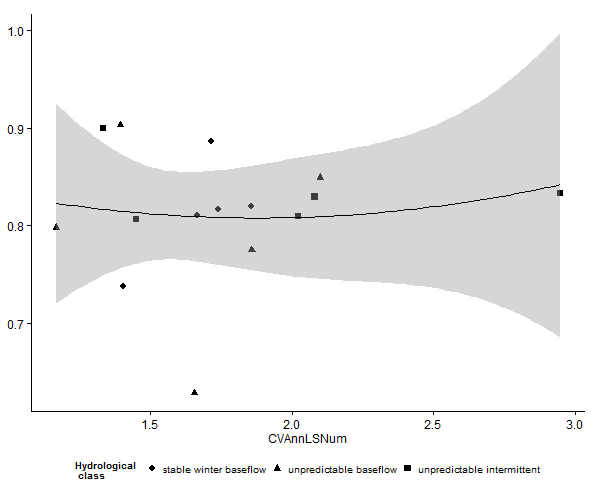 1.0
0.9
0.8
0.7
1.5 2.0 2.5 3.0
CVAnnLSNum
Hydrological
class
stable winter baseflow unpredictable baseflow unpredictable intermittent